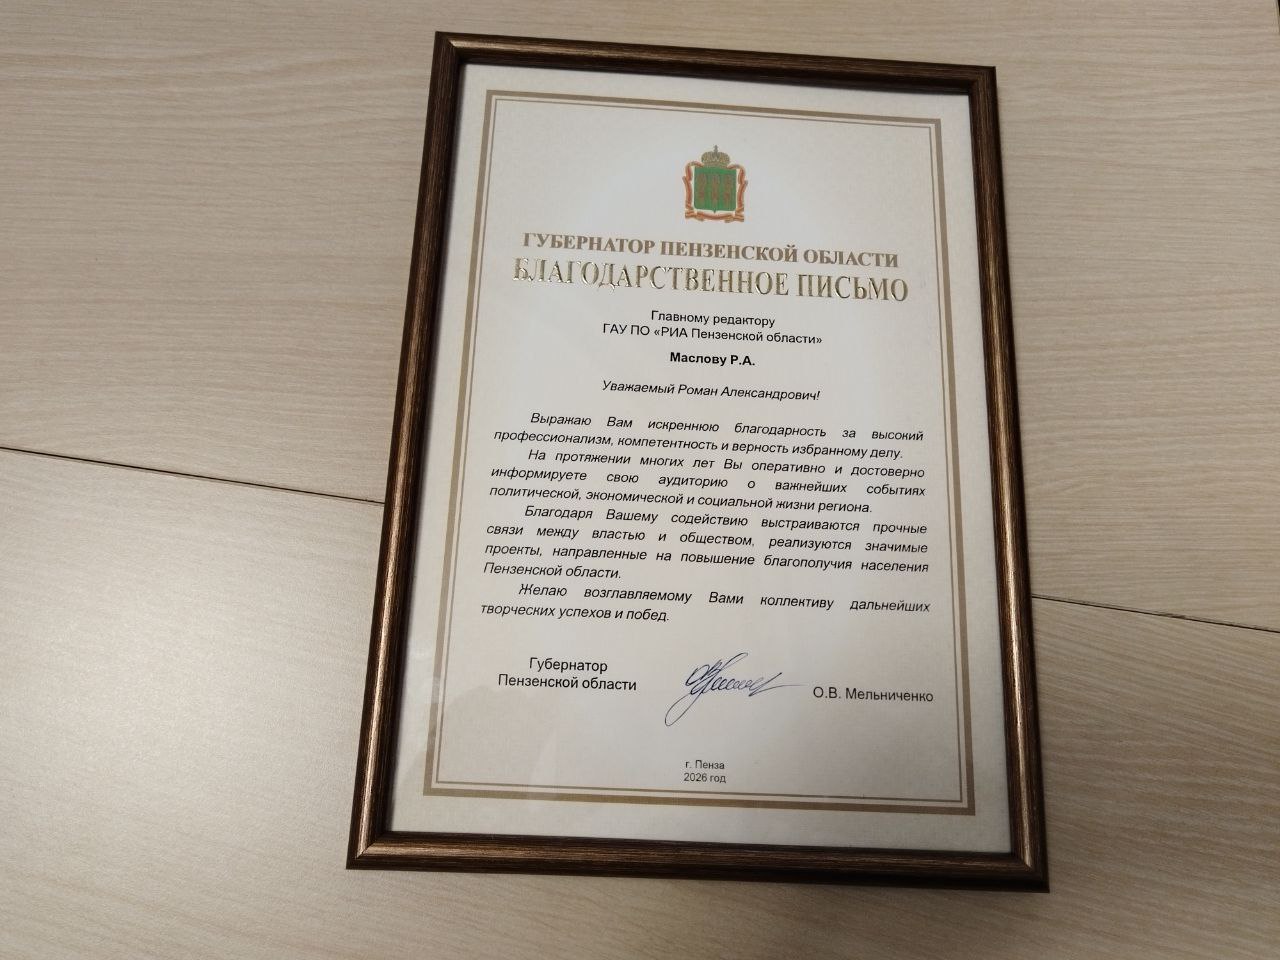 ГУБЕРНАТОР ПЕНЗЕНСКОЙ ОБЛАСТИ
БЛАГОДАРСТВЕННОЕ ПИСЬМО
Главному редактору
ГАУ ПО «РИА Пензенской области»
Маслову Р.А.
Уважаемый Роман Александрович!
Выражаю Вам искреннюю благодарность за высокий
профессионализм, компетентность и верность избранному делу.
На протяжении многих лет Вы оперативно и достоверно
информируете свою аудиторию о важнейших событиях
политической, экономической и социальной жизни региона.
Благодаря Вашему содействию выстраиваются прочные
связи между властью и обществом, реализуются значимые
проекты, направленные на повышение благополучия населения
Пензенской области.
Желаю возглавляемому Вами коллективу дальнейших
творческих успехов и побед.
Губернатор
Пензенской области
О.В. Мельниченко
г. Пенза
2026 год